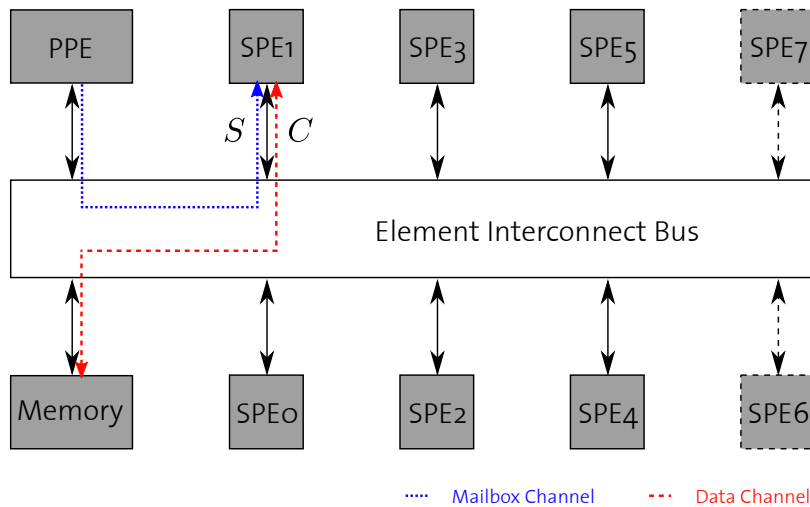 PPE SPE1 SPE3 SPE5 SPE7
S C
Element Interconnect Bus
Memory SPE0 SPE2 SPE4 SPE6
Mailbox Channel Data Channel